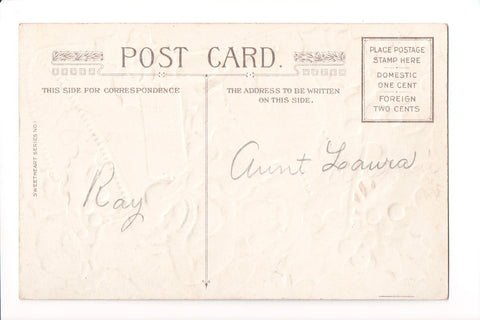 POST CARD.
PLACE POSTAGE
STAMP HERE
DOMESTIC
ONE CENT
FOREIGN
TWO CENTS
THIS SIDE FOR CORRESPONDENCE
THE ADDRESS TO BE WRITTEN
ON THIS SIDE.
SWEETHEART SERIES NO.1
Ray
Aunt Laura